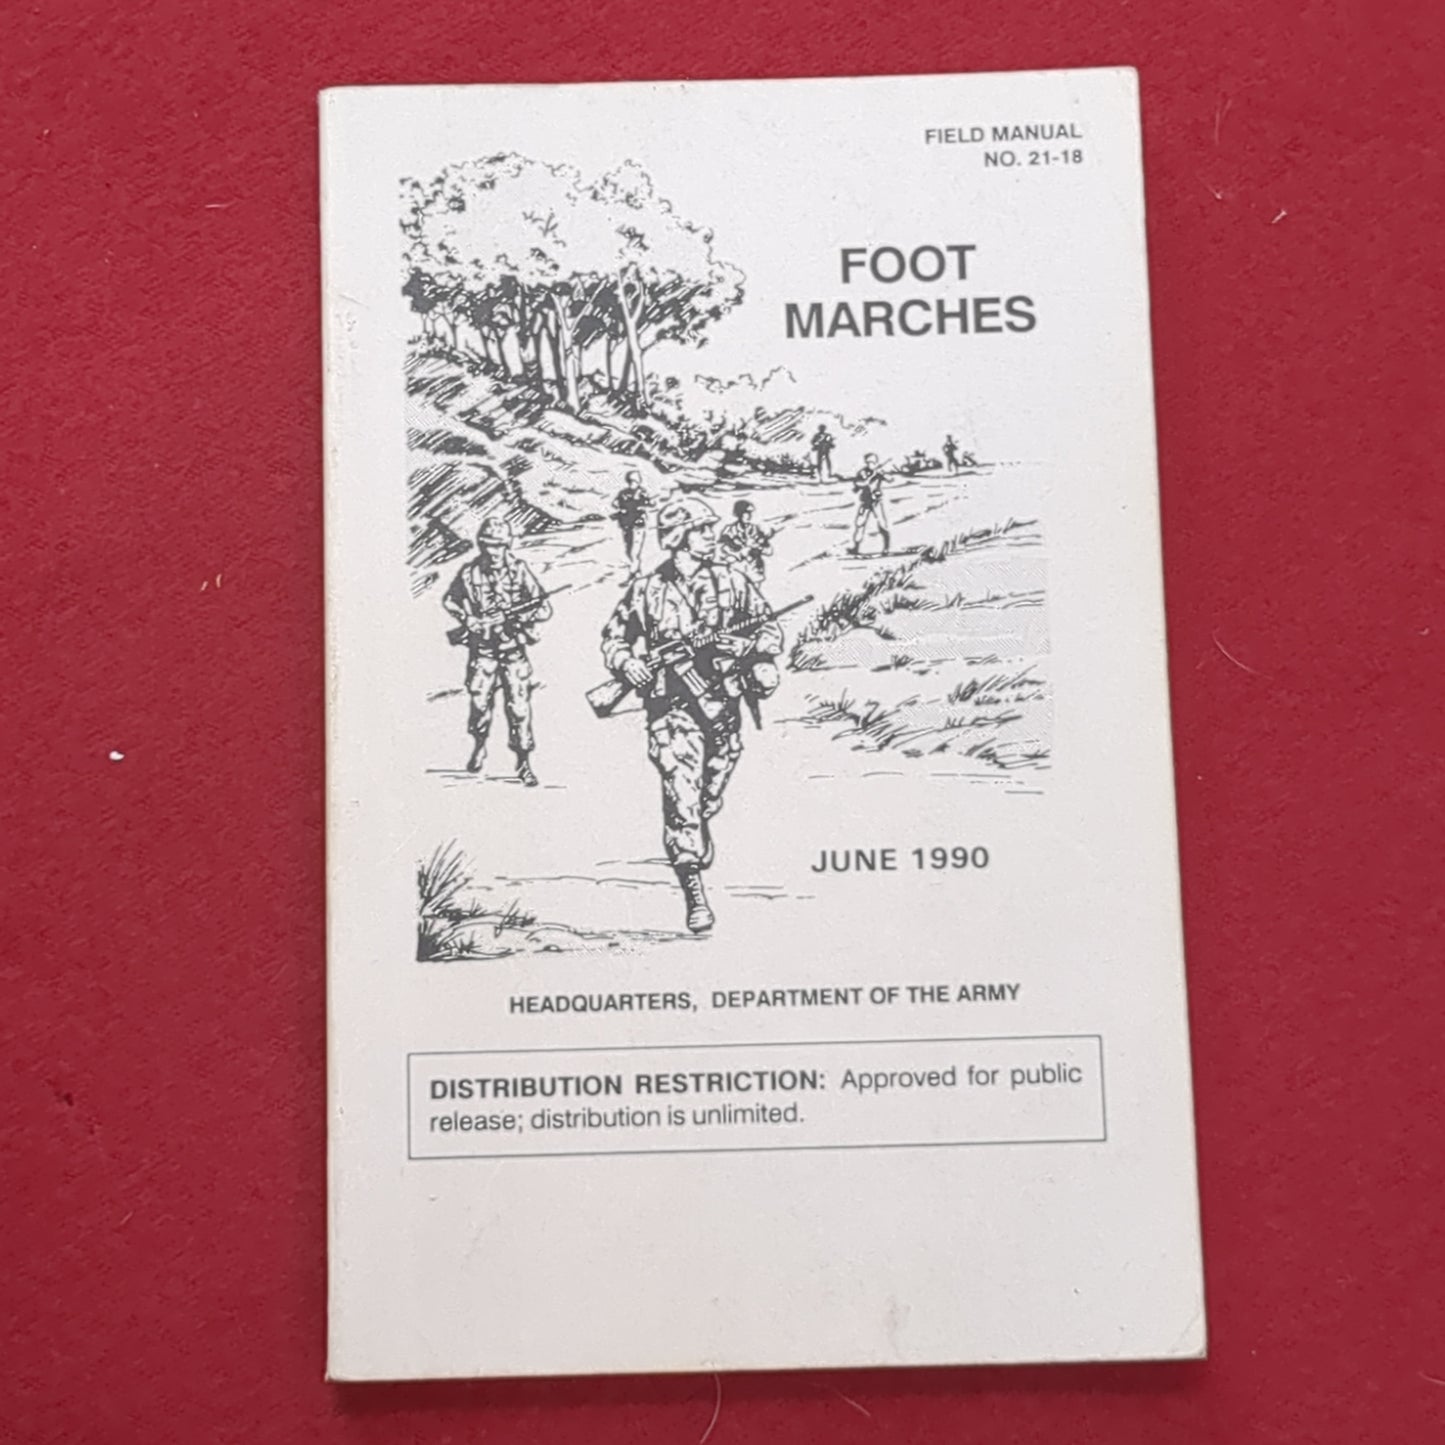 FIELD MANUAL
NO. 21-18
FOOT
MARCHES
JUNE 1990
HEADQUARTERS, DEPARTMENT OF THE ARMY
DISTRIBUTION RESTRICTION: Approved for public
release; distribution is unlimited.